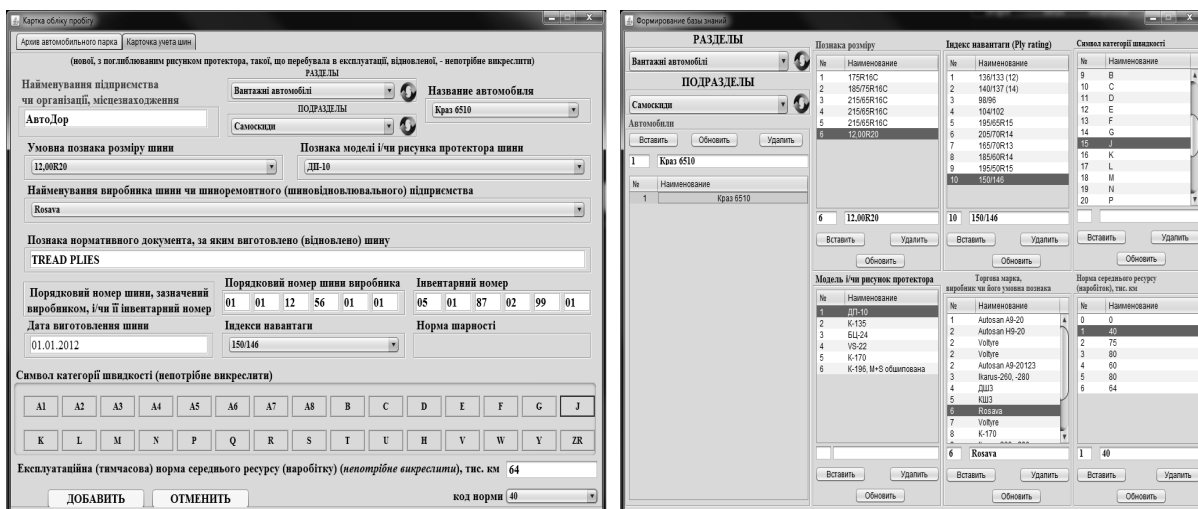 Картка обліку пробігу
Архив автомобильного парка Карточка учета шин
(нової, з поглиблюваним рисунком протектора, такої, що перебувала в експлуатації, відновленої, - непотрібне викреслити)
РАЗДЕЛЫ
Найменування підприємства
чи організації, місцезнаходження
Вантажні автомобілі
Название автомобиля
АвтоДор
ПОДРАЗДЕЛЫ
Краз 6510
Самоскиди
Умовна познака розміру шини
Познака моделі і/чи рисунка протектора шини
12,00R20
ДП-10
Найменування виробника шини чи шиноремонтного (шиновідновлювального) підприємства
Rosava
Познака нормативного документа, за яким виготовлено (відновлено) шину
TREAD PLIES
Порядковий номер шини, зазначений
виробником, і/чи її інвентарний номер
Порядковий номер шини виробника
Інвентарний номер
01 01 12 56 01 01
05 01 87 02 99 01
Дата виготовлення шини
Індекси навантаги
Норма шарності
01.01.2012
150/146
Символ категорії швидкості (непотрібне викреслити)
A1 A2 A3 A4 A5 A6 A7 A8 B C D E F G J
K L M N P Q R S T U H V W Y ZR
Експлуатаційна (тимчасова) норма середнього ресурсу (наробітку) (непотрібне викреслити), тис. км 64
ДОБАВИТЬ ОТМЕНИТЬ
код норми 40
Формирование базы знаний
РАЗДЕЛЫ
Вантажні автомобілі
ПОДРАЗДЕЛЫ
Самоскиди
Автомобили
Вставить Обновить Удалить
1 Краз 6510
№ Наименование
1 Краз 6510
Познака розміру
№ Наименование
1 175R16C
2 185/75R16C
3 215/65R16C
4 215/65R16C
5 215/65R16C
6 12,00R20
6 12,00R20
Вставить Удалить
Обновить
Индекс навантаги (Ply rating)
№ Наименование
1 136/133 (12)
2 140/137 (14)
3 98/96
4 104/102
5 195/65R15
6 205/70R14
7 165/70R13
8 185/60R14
9 195/50R15
10 150/146
10 150/146
Вставить Удалить
Обновить
Символ категорії швидкості
№ Наименование
9 B
10 C
11 D
12 E
13 F
14 G
15 J
16 K
17 L
18 M
19 N
20 P
Вставить Удалить
Обновить
Модель і/чи рисунок протектора
№ Наименование
1 ДП-10
2 К-135
3 БЦ-24
4 VS-22
5 К-170
6 К-196, M+S обшипована
Вставить Удалить
Обновить
Торгова марка,
виробник чи його умовна познака
№ Наименование
1 Autosan A9-20
2 Autosan H9-20
2 Voltyre
2 Voltyre
2 Autosan A9-20123
3 Ikarus-260, -280
4 ДШЗ
5 КШЗ
6 Rosava
7 Voltyre
8 К-170
6 Rosava
Вставить Удалить
Обновить
Норма середнього ресурсу
(наробіток), тис. км
№ Наименование
0 0
1 40
2 75
3 80
4 60
5 80
6 64
1 40
Вставить Удалить
Обновить